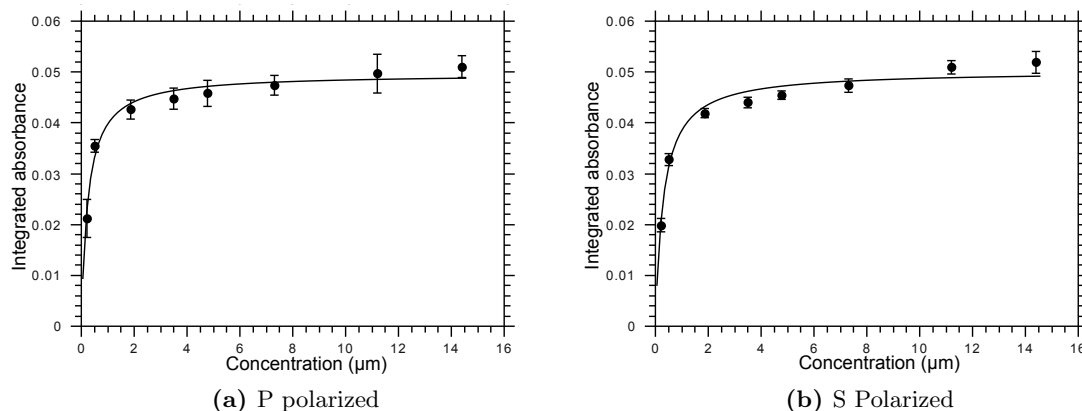 0.06
0.05
0.04
0.03
0.02
0.01
0
Integrated absorbance
0 2 4 6 8 10 12 14 16
Concentration (µm)
(a) P polarized
0.06
0.05
0.04
0.03
0.02
0.01
0
Integrated absorbance
0 2 4 6 8 10 12 14 16
Concentration (µm)
(b) S Polarized